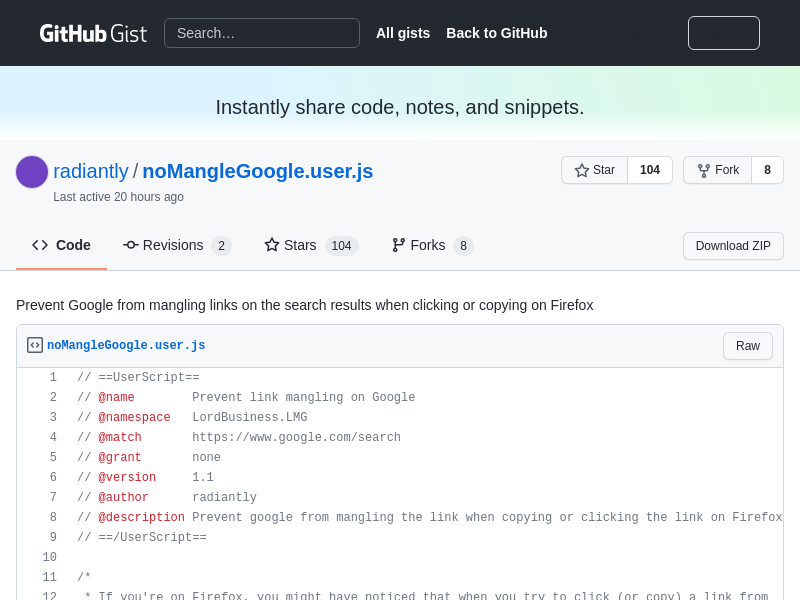 GitHub Gist Search… All gists Back to GitHub
Instantly share code, notes, and snippets.
radiantly / noMangleGoogle.user.js Star 104 Fork 8
Last active 20 hours ago
Code Revisions 2 Stars 104 Forks 8 Download ZIP
Prevent Google from mangling links on the search results when clicking or copying on Firefox
noMangleGoogle.user.js Raw
1 // ==UserScript==
2 // @name        Prevent link mangling on Google
3 // @namespace   LordBusiness.LMG
4 // @match       https://www.google.com/search
5 // @grant       none
6 // @version     1.1
7 // @author      radiantly
8 // @description Prevent google from mangling the link when copying or clicking the link on Firefox
9 // ==/UserScript==
10
11 /*
12  * If you're on Firefox, you might have noticed that when you try to click (or copy) a link from